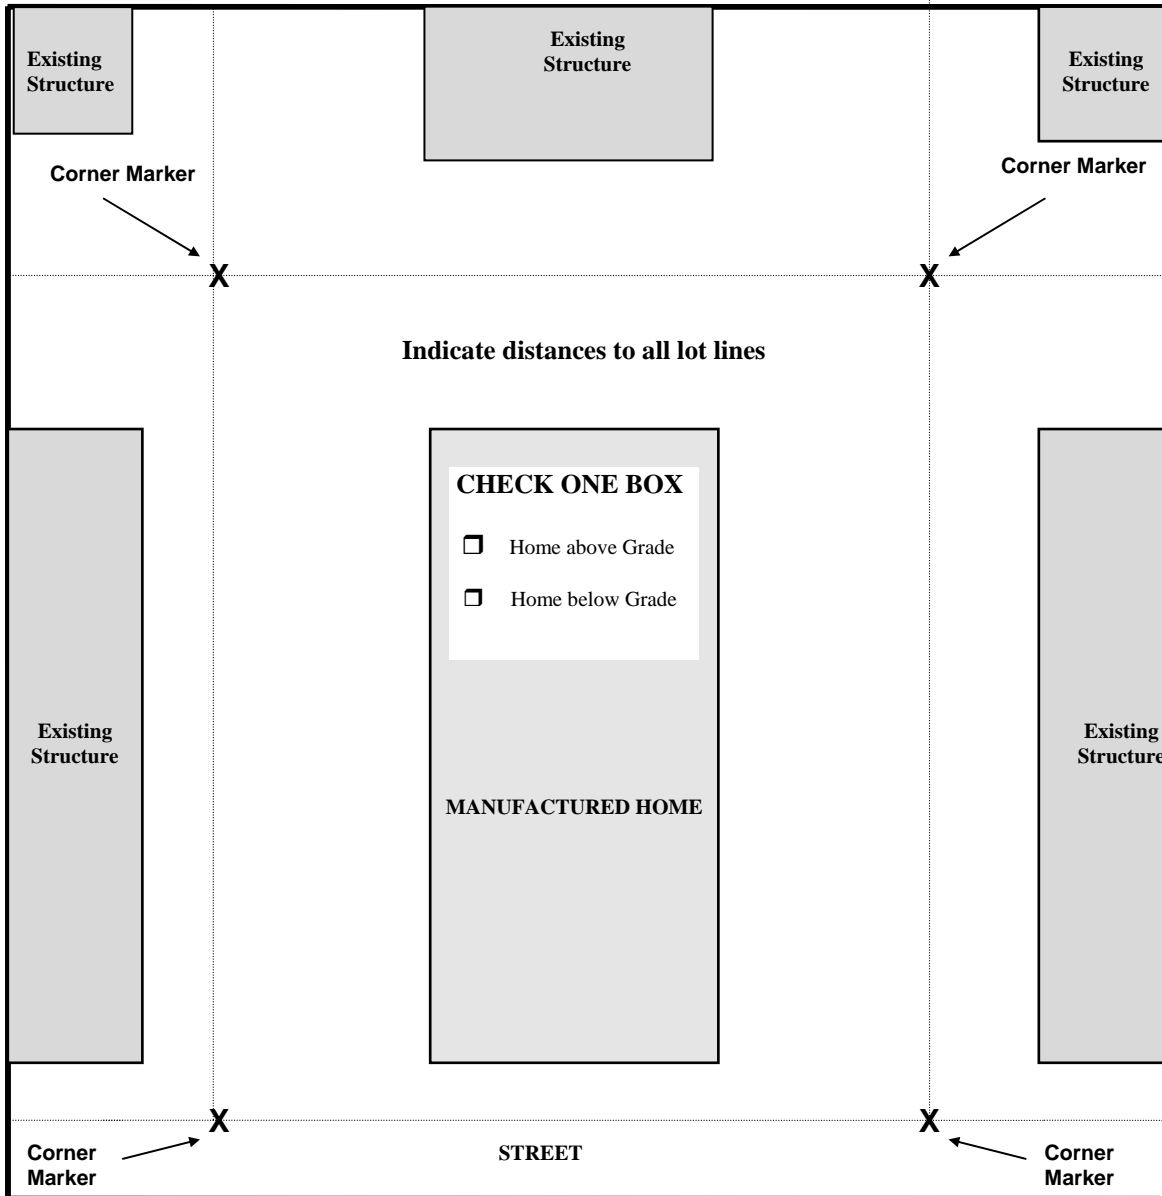 Existing
Structure
Existing
Structure
Existing
Structure
Corner Marker
Corner Marker
X
X
Indicate distances to all lot lines
CHECK ONE BOX
❒ Home above Grade
❒ Home below Grade
Existing
Structure
Existing
Structure
MANUFACTURED HOME
X
X
Corner
Marker
STREET
Corner
Marker